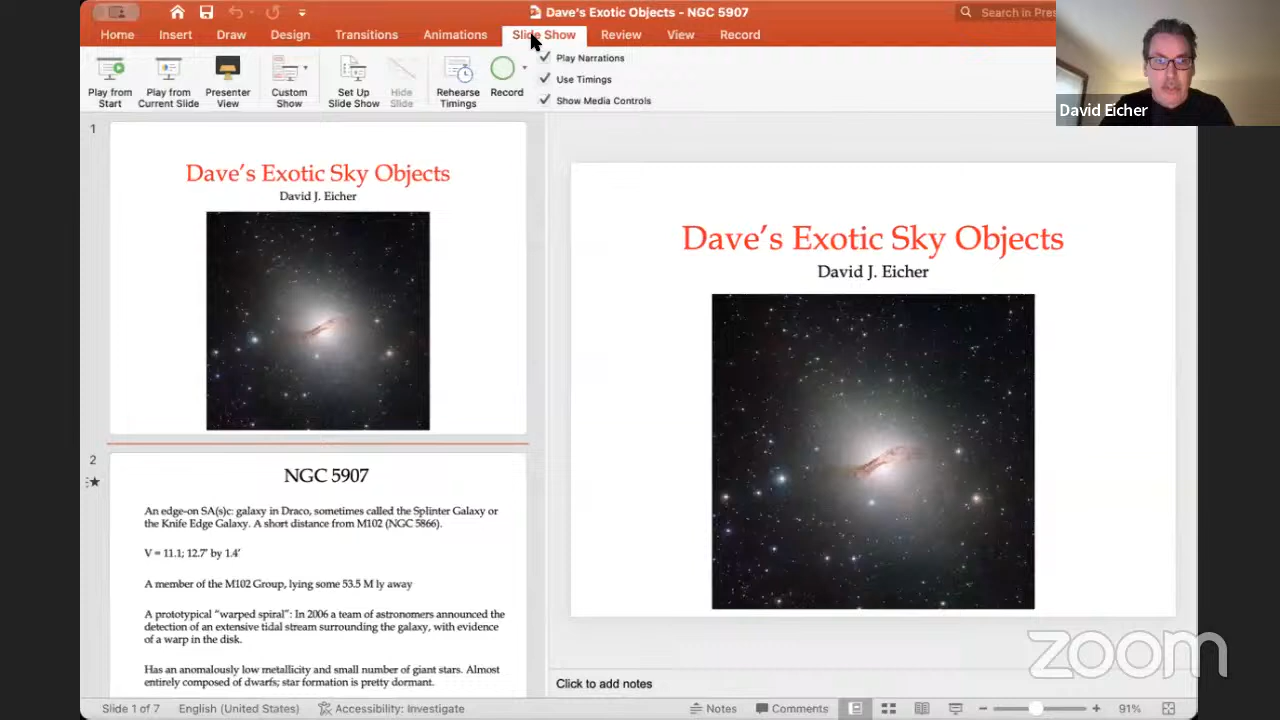 Dave's Exotic Objects - NGC 5907
Home Insert Draw Design Transitions Animations Slide Show Review View Record
Play from Start
Play from Current Slide
Presenter View
Custom Show
Set Up Slide Show
Hide Slide
Rehearse Timings
Record
Play Narrations
Use Timings
Show Media Controls
David Eicher
1
Dave's Exotic Sky Objects
David J. Eicher
2
NGC 5907
An edge-on SA(s)c: galaxy in Draco, sometimes called the Splinter Galaxy or
the Knife Edge Galaxy. A short distance from M102 (NGC 5866).
V = 11.1; 12.7' by 1.4'
A member of the M102 Group, lying some 53.5 M ly away
A prototypical "warped spiral": In 2006 a team of astronomers announced the
detection of an extensive tidal stream surrounding the galaxy, with evidence
of a warp in the disk.
Has an anomalously low metallicity and small number of giant stars. Almost
entirely composed of dwarfs; star formation is pretty dormant.
Dave's Exotic Sky Objects
David J. Eicher
zoom
Click to add notes
Slide 1 of 7 English (United States) Accessibility: Investigate Notes Comments 91%